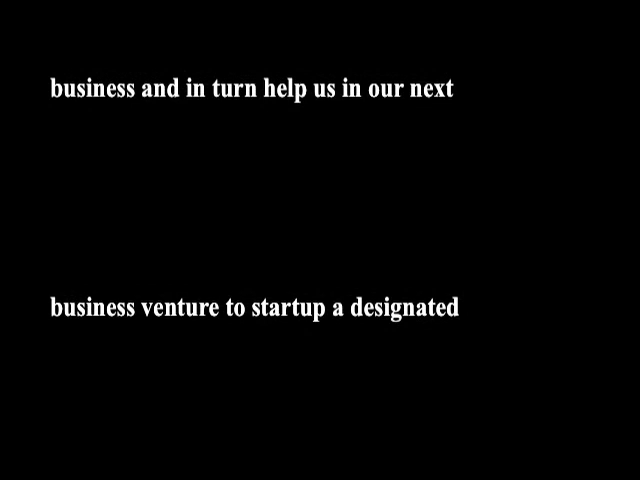 business and in turn help us in our next
business venture to startup a designated